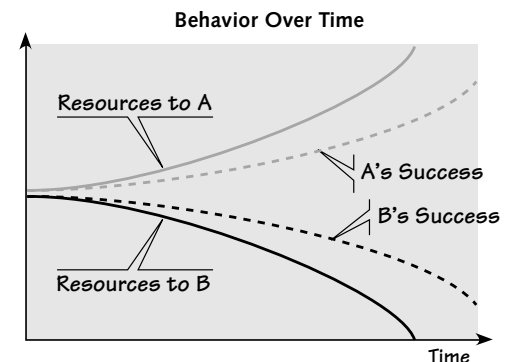 Behavior Over Time
Resources to A
A's Success
B's Success
Resources to B
Time